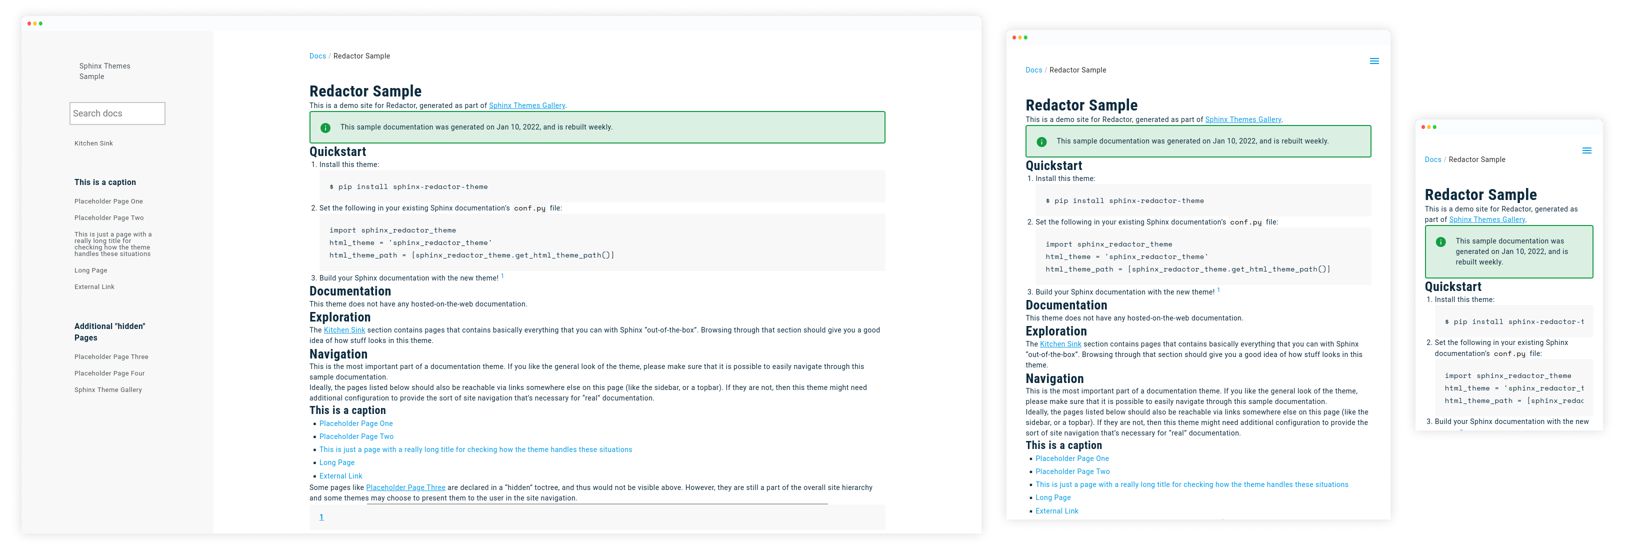 Sphinx Themes
Sample
Search docs
Kitchen Sink
This is a caption
Placeholder Page One
Placeholder Page Two
This is just a page with a
really long title for
checking how the theme
handles these situations
Long Page
External Link
Additional "hidden"
Pages
Placeholder Page Three
Placeholder Page Four
Sphinx Theme Gallery
Docs / Redactor Sample
Redactor Sample
This is a demo site for Redactor, generated as part of Sphinx Themes Gallery.
This sample documentation was generated on Jan 10, 2022, and is rebuilt weekly.
Quickstart
1. Install this theme:
$ pip install sphinx-redactor-theme
2. Set the following in your existing Sphinx documentation's conf.py file:
import sphinx_redactor_theme
html_theme = 'sphinx_redactor_theme'
html_theme_path = [sphinx_redactor_theme.get_html_theme_path()]
3. Build your Sphinx documentation with the new theme! 1
Documentation
This theme does not have any hosted-on-the-web documentation.
Exploration
The Kitchen Sink section contains pages that contains basically everything that you can with Sphinx "out-of-the-box". Browsing through that section should give you a good
idea of how stuff looks in this theme.
Navigation
This is the most important part of a documentation theme. If you like the general look of the theme, please make sure that it is possible to easily navigate through this
sample documentation.
Ideally, the pages listed below should also be reachable via links somewhere else on this page (like the sidebar, or a topbar). If they are not, then this theme might need
additional configuration to provide the sort of site navigation that's necessary for "real" documentation.
This is a caption
• Placeholder Page One
• Placeholder Page Two
• This is just a page with a really long title for checking how the theme handles these situations
• Long Page
• External Link
Some pages like Placeholder Page Three are declared in a "hidden" toctree, and thus would not be visible above. However, they are still a part of the overall site hierarchy
and some themes may choose to present them to the user in the site navigation.
1
Docs / Redactor Sample
Redactor Sample
This is a demo site for Redactor, generated as part of Sphinx Themes Gallery.
This sample documentation was generated on Jan 10, 2022, and is rebuilt weekly.
Quickstart
1. Install this theme:
$ pip install sphinx-redactor-theme
2. Set the following in your existing Sphinx documentation's conf.py file:
import sphinx_redactor_theme
html_theme = 'sphinx_redactor_theme'
html_theme_path = [sphinx_redactor_theme.get_html_theme_path()]
3. Build your Sphinx documentation with the new theme! 1
Documentation
This theme does not have any hosted-on-the-web documentation.
Exploration
The Kitchen Sink section contains pages that contains basically everything that you can with Sphinx
"out-of-the-box". Browsing through that section should give you a good idea of how stuff looks in this
theme.
Navigation
This is the most important part of a documentation theme. If you like the general look of the theme,
please make sure that it is possible to easily navigate through this sample documentation.
Ideally, the pages listed below should also be reachable via links somewhere else on this page (like the
sidebar, or a topbar). If they are not, then this theme might need additional configuration to provide the
sort of site navigation that's necessary for "real" documentation.
This is a caption
• Placeholder Page One
• Placeholder Page Two
• This is just a page with a really long title for checking how the theme handles these situations
• Long Page
• External Link
Docs / Redactor Sample
Redactor Sample
This is a demo site for Redactor, generated as
part of Sphinx Themes Gallery.
This sample documentation was
generated on Jan 10, 2022, and is
rebuilt weekly.
Quickstart
1. Install this theme:
$ pip install sphinx-redactor-t
2. Set the following in your existing Sphinx
documentation's conf.py file:
import sphinx_redactor_theme
html_theme = 'sphinx_redactor_t
html_theme_path = [sphinx_redac
3. Build your Sphinx documentation with the new